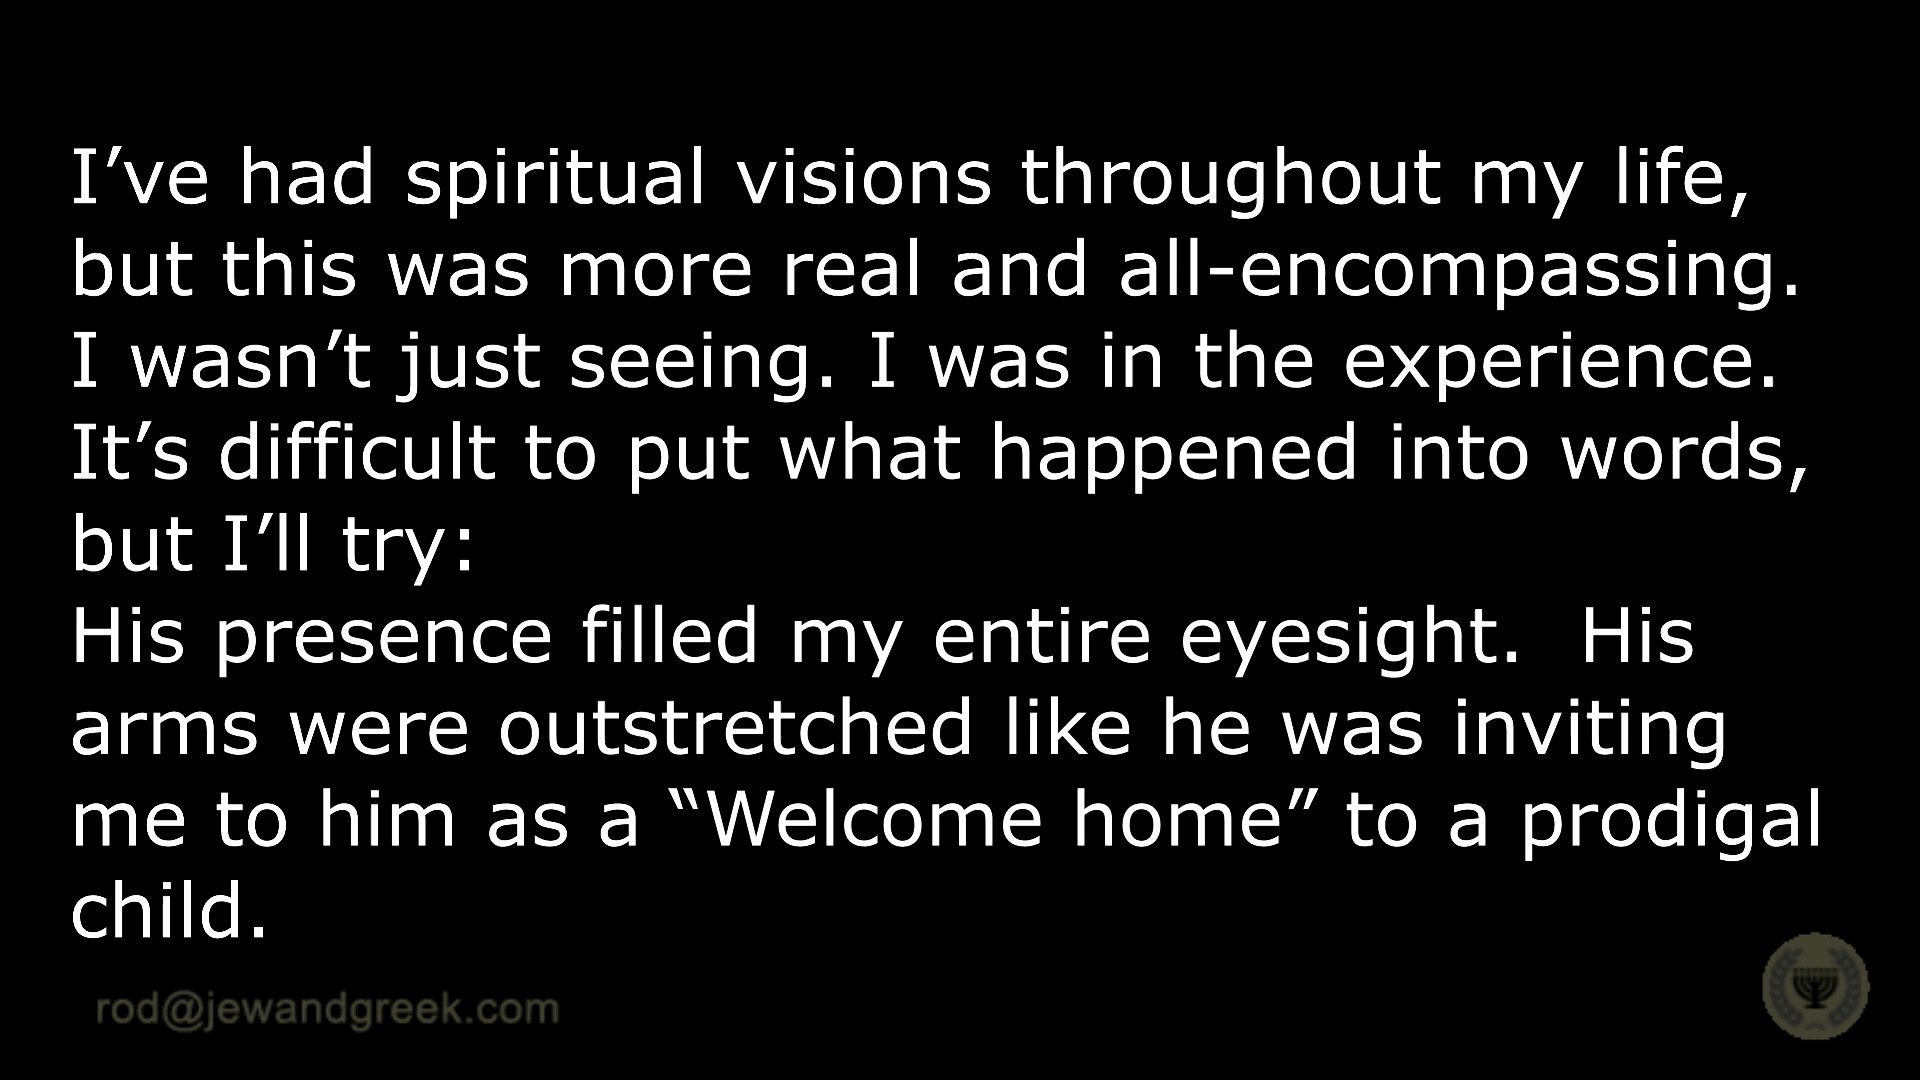 I’ve had spiritual visions throughout my life,
but this was more real and all-encompassing.
I wasn’t just seeing. I was in the experience.
It’s difficult to put what happened into words,
but I’ll try:
His presence filled my entire eyesight.  His
arms were outstretched like he was inviting
me to him as a “Welcome home” to a prodigal
child.
rod@jewandgreek.com